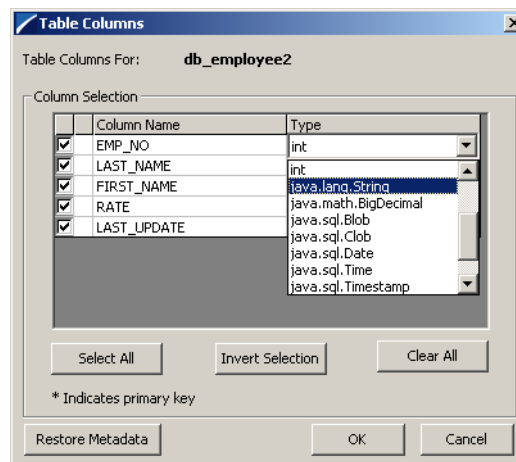 Table Columns
Table Columns For: db_employee2
Column Selection
Column Name Type
EMP_NO int
LAST_NAME int
FIRST_NAME java.lang.String
RATE java.math.BigDecimal
LAST_UPDATE java.sql.Blob
java.sql.Clob
java.sql.Date
java.sql.Time
java.sql.Timestamp
Select All Invert Selection Clear All
* Indicates primary key
Restore Metadata OK Cancel